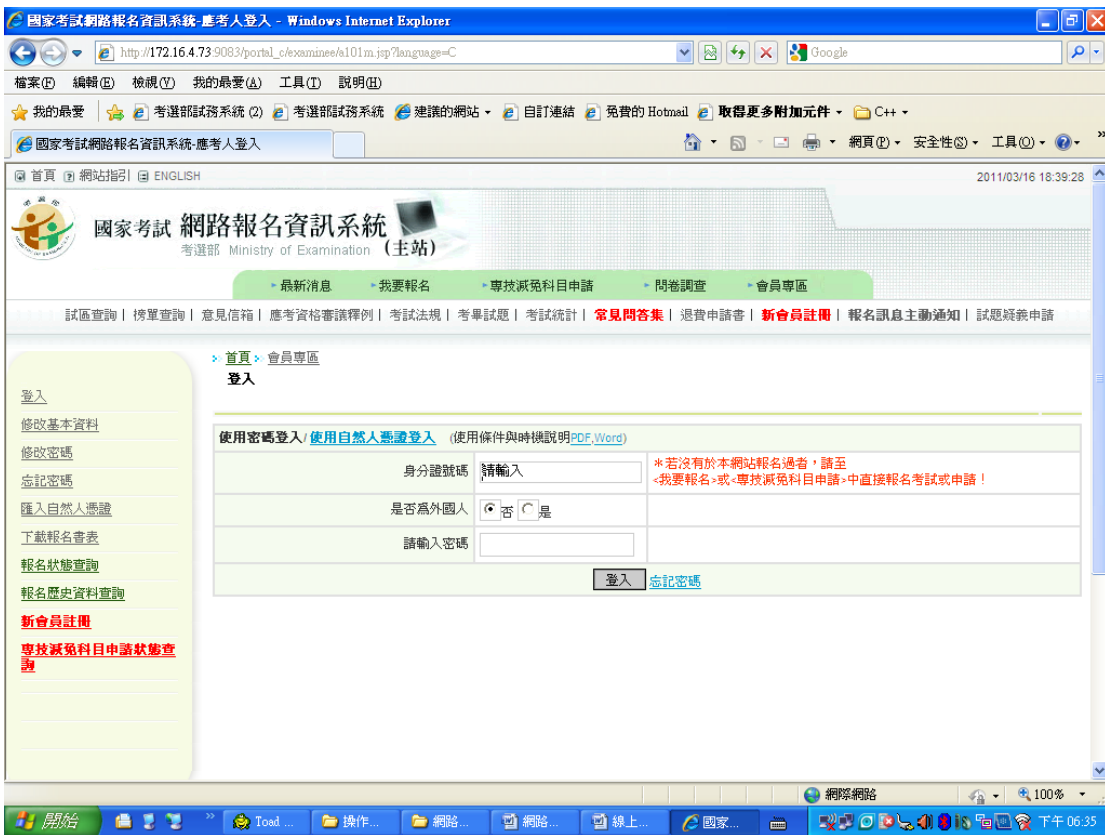 國家考試網路報名資訊系統-應考人登入 - Windows Internet Explorer
http://172.16.4.73:9083/portal_c/examinee/a101m.jsp?language=C
Google
檔案(F) 編輯(E) 檢視(V) 我的最愛(A) 工具(T) 說明(H)
我的最愛 考選部試務系統 (2) 考選部試務系統 建議的網站 自訂連結 免費的 Hotmail 取得更多附加元件 C++
國家考試網路報名資訊系統-應考人登入 網頁(P) 安全性(S) 工具(O)
首頁 網站指引 ENGLISH 2011/03/16 18:39:28
國家考試 網路報名資訊系統
考選部 Ministry of Examination (主站)
最新消息 我要報名 專技減免科目申請 問卷調查 會員專區
試區查詢 | 榜單查詢 | 意見信箱 | 應考資格審議釋例 | 考試法規 | 考畢試題 | 考試統計 | 常見問答集 | 退費申請書 | 新會員註冊 | 報名訊息主動通知 | 試題疑義申請
首頁 會員專區
登入
登入
修改基本資料
修改密碼
忘記密碼
匯入自然人憑證
下載報名書表
報名狀態查詢
報名歷史資料查詢
新會員註冊
專技減免科目申請狀態查
詢
使用密碼登入/使用自然人憑證登入 (使用條件與時機說明PDF,Word)
身分證號碼 請輸入 *若沒有於本網站報名過者，請至
<我要報名>或<專技減免科目申請>中直接報名考試或申請！
是否為外國人 否 是
請輸入密碼
登入 忘記密碼
網際網路 100%
開始 Toad ... 操作... 網路... 網路... 線上... 國家... 下午 06:35